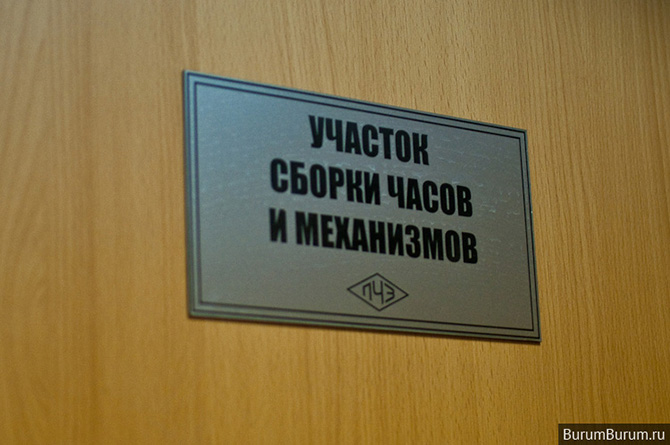 УЧАСТОК
СБОРКИ ЧАСОВ
И МЕХАНИЗМОВ
ПЧЗ
BurumBurum.ru